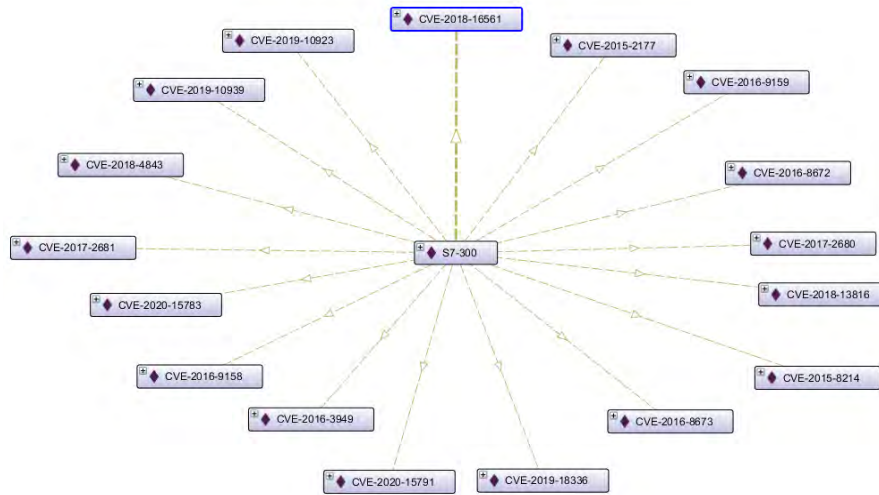 CVE-2018-16561
CVE-2019-10923
CVE-2015-2177
CVE-2019-10939
CVE-2016-9159
CVE-2018-4843
CVE-2016-8672
CVE-2017-2681
S7-300
CVE-2017-2680
CVE-2020-15783
CVE-2018-13816
CVE-2016-9158
CVE-2015-8214
CVE-2016-3949
CVE-2016-8673
CVE-2020-15791
CVE-2019-18336